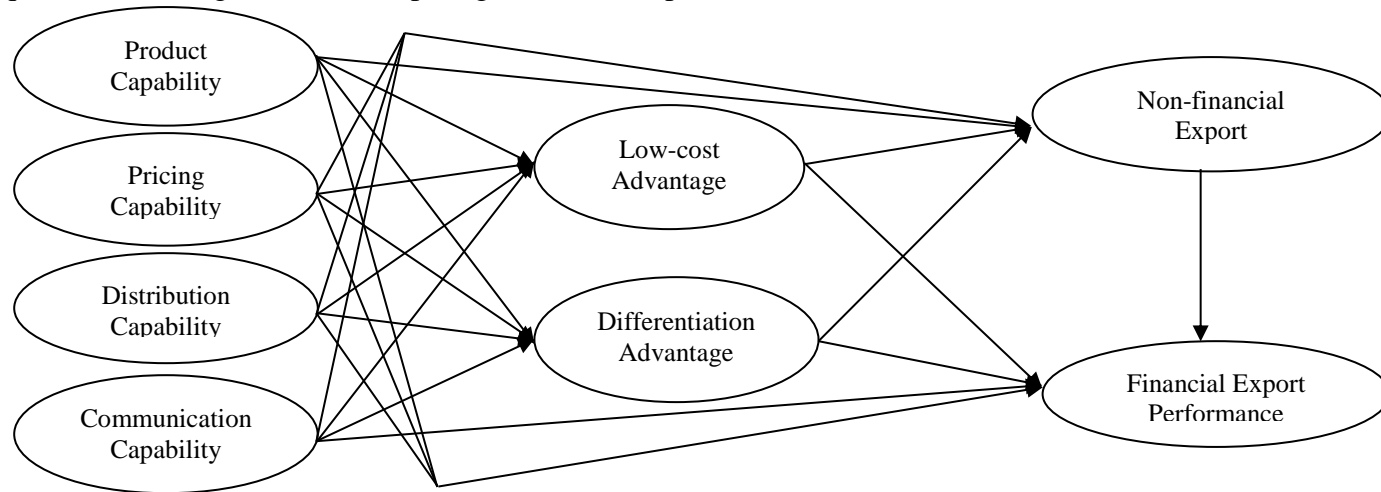 Product
Capability
Pricing
Capability
Distribution
Capability
Communication
Capability
Low-cost
Advantage
Differentiation
Advantage
Non-financial
Export
Financial Export
Performance